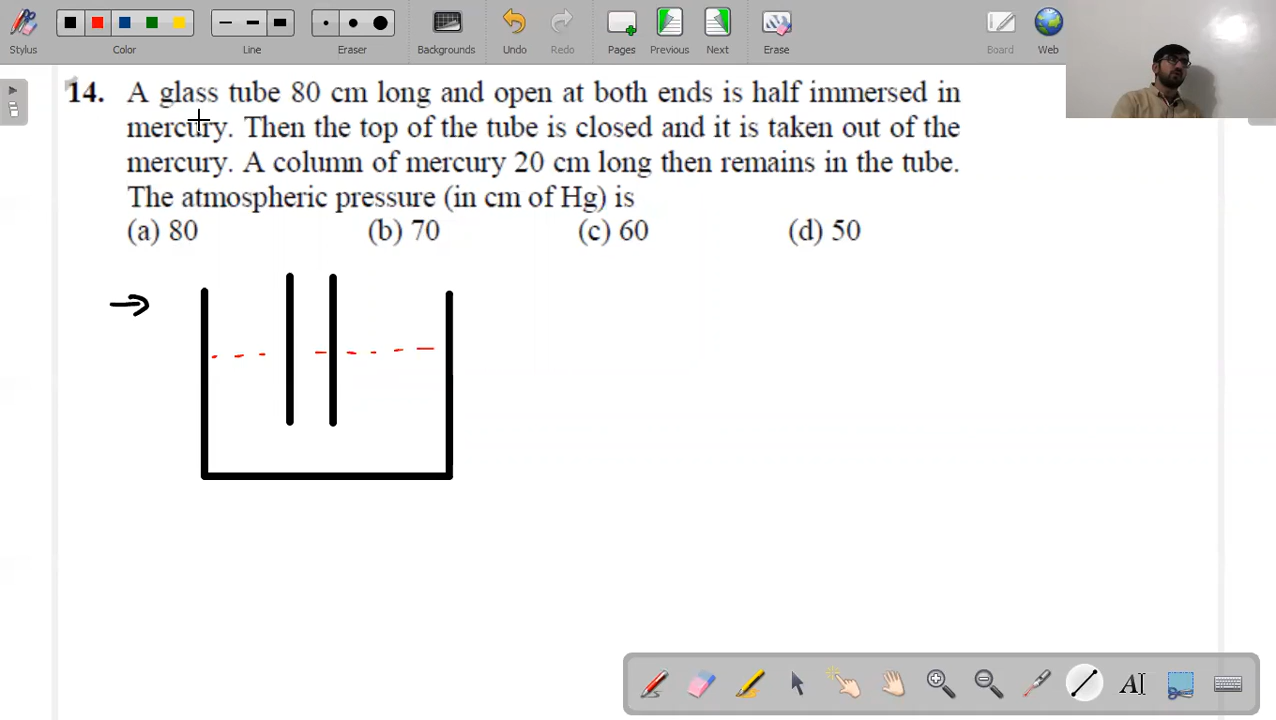 Stylus Color Line Eraser Backgrounds Undo Redo Pages Previous Next Erase Board Web
14. A glass tube 80 cm long and open at both ends is half immersed in
mercury. Then the top of the tube is closed and it is taken out of the
mercury. A column of mercury 20 cm long then remains in the tube.
The atmospheric pressure (in cm of Hg) is
(a) 80 (b) 70 (c) 60 (d) 50